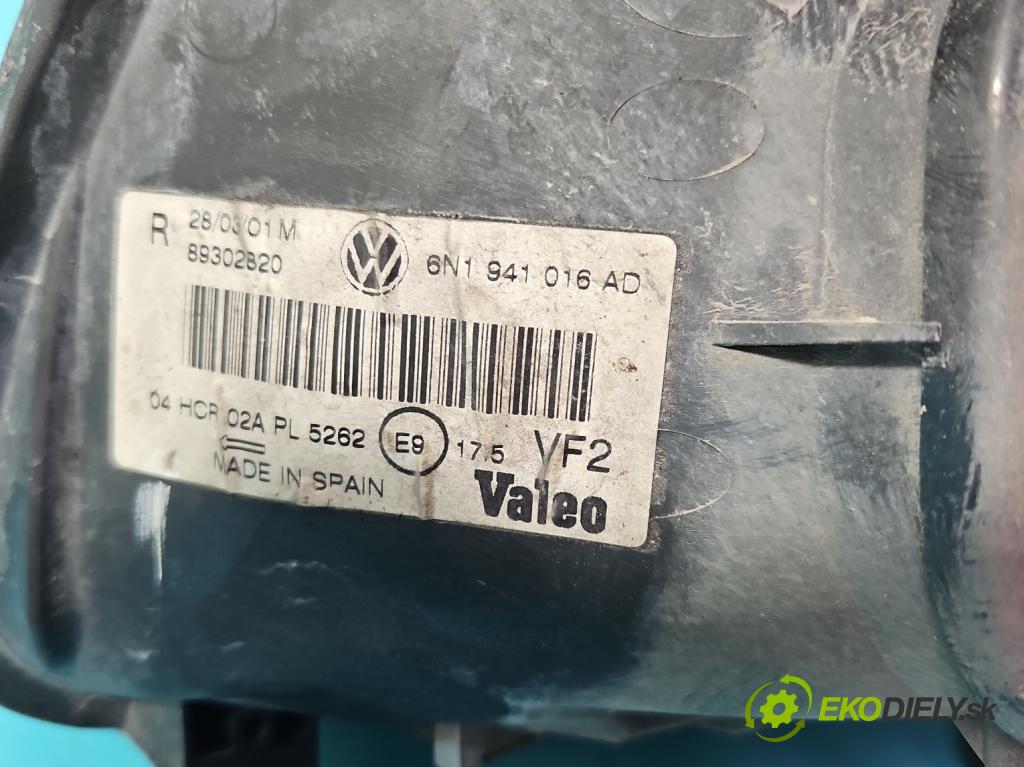 R 28/03/01 M
89302820
6N1 941 016 AD
04 HCR 02A PL 5262 E9 17.5 VF2
MADE IN SPAIN
Valeo
EKODIELY.sk